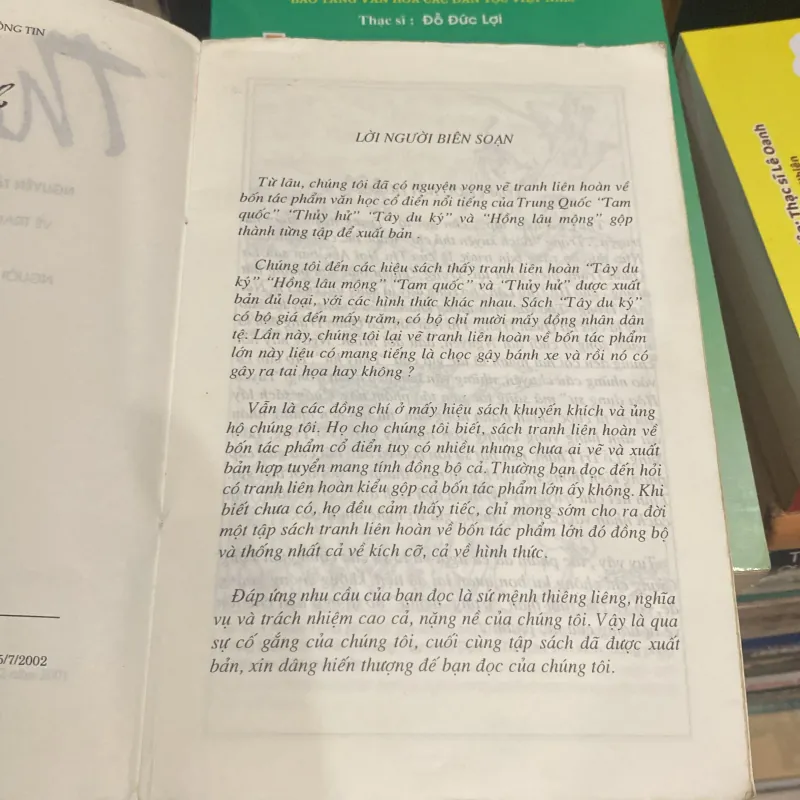 Thạc sĩ : Đỗ Đức Lợi
ÔNG TIN
5/7/2002
LỜI NGƯỜI BIÊN SOẠN
Từ lâu, chúng tôi đã có nguyện vọng vẽ tranh liên hoàn về
bốn tác phẩm văn học cổ điển nổi tiếng của Trung Quốc "Tam
quốc" "Thủy hử" "Tây du ký" và "Hồng lâu mộng" gộp
thành từng tập để xuất bản .
Chúng tôi đến các hiệu sách thấy tranh liên hoàn "Tây du
ký" "Hồng lâu mộng" "Tam quốc" và "Thủy hử" được xuất
bản đủ loại, với các hình thức khác nhau. Sách "Tây du ký"
có bộ giá đến mấy trăm, có bộ chỉ mười mấy đồng nhân dân
tệ. Lần này, chúng tôi lại vẽ tranh liên hoàn về bốn tác phẩm
lớn này liệu có mang tiếng là chọc gậy bánh xe và rồi nó có
gây ra tai họa hay không ?
Vẫn là các đồng chí ở mấy hiệu sách khuyến khích và ủng
hộ chúng tôi. Họ cho chúng tôi biết, sách tranh liên hoàn về
bốn tác phẩm cổ điển tuy có nhiều nhưng chưa ai vẽ và xuất
bản hợp tuyển mang tính đồng bộ cả. Thường bạn đọc đến hỏi
có tranh liên hoàn kiểu gộp cả bốn tác phẩm lớn ấy không. Khi
biết chưa có, họ đều cảm thấy tiếc, chỉ mong sớm cho ra đời
một tập sách tranh liên hoàn về bốn tác phẩm lớn đó đồng bộ
và thống nhất cả về kích cỡ, cả về hình thức.
Đáp ứng nhu cầu của bạn đọc là sứ mệnh thiêng liêng, nghĩa
vụ và trách nhiệm cao cả, nặng nề của chúng tôi. Vậy là qua
sự cố gắng của chúng tôi, cuối cùng tập sách đã được xuất
bản, xin dâng hiến thượng đế bạn đọc của chúng tôi.
Thạc sĩ Lê Oanh